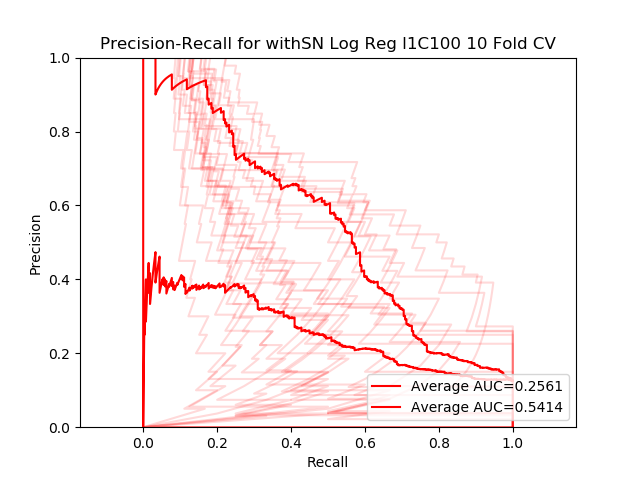 Precision-Recall for withSN Log Reg l1C100 10 Fold CV
1.0
0.8
0.6
0.4
0.2
0.0
Precision
0.0 0.2 0.4 0.6 0.8 1.0
Recall
Average AUC=0.2561
Average AUC=0.5414